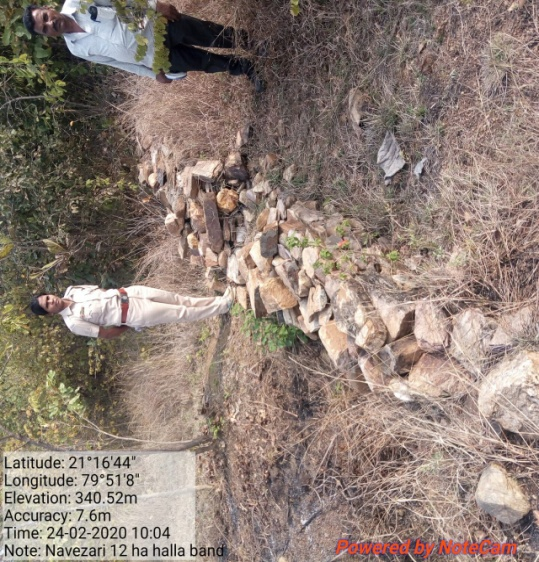 Latitude: 21°16'44"
Longitude: 79°51'8"
Elevation: 340.52m
Accuracy: 7.6m
Time: 24-02-2020 10:04
Note: Navezari 12 ha halla band
Powered by NoteCam